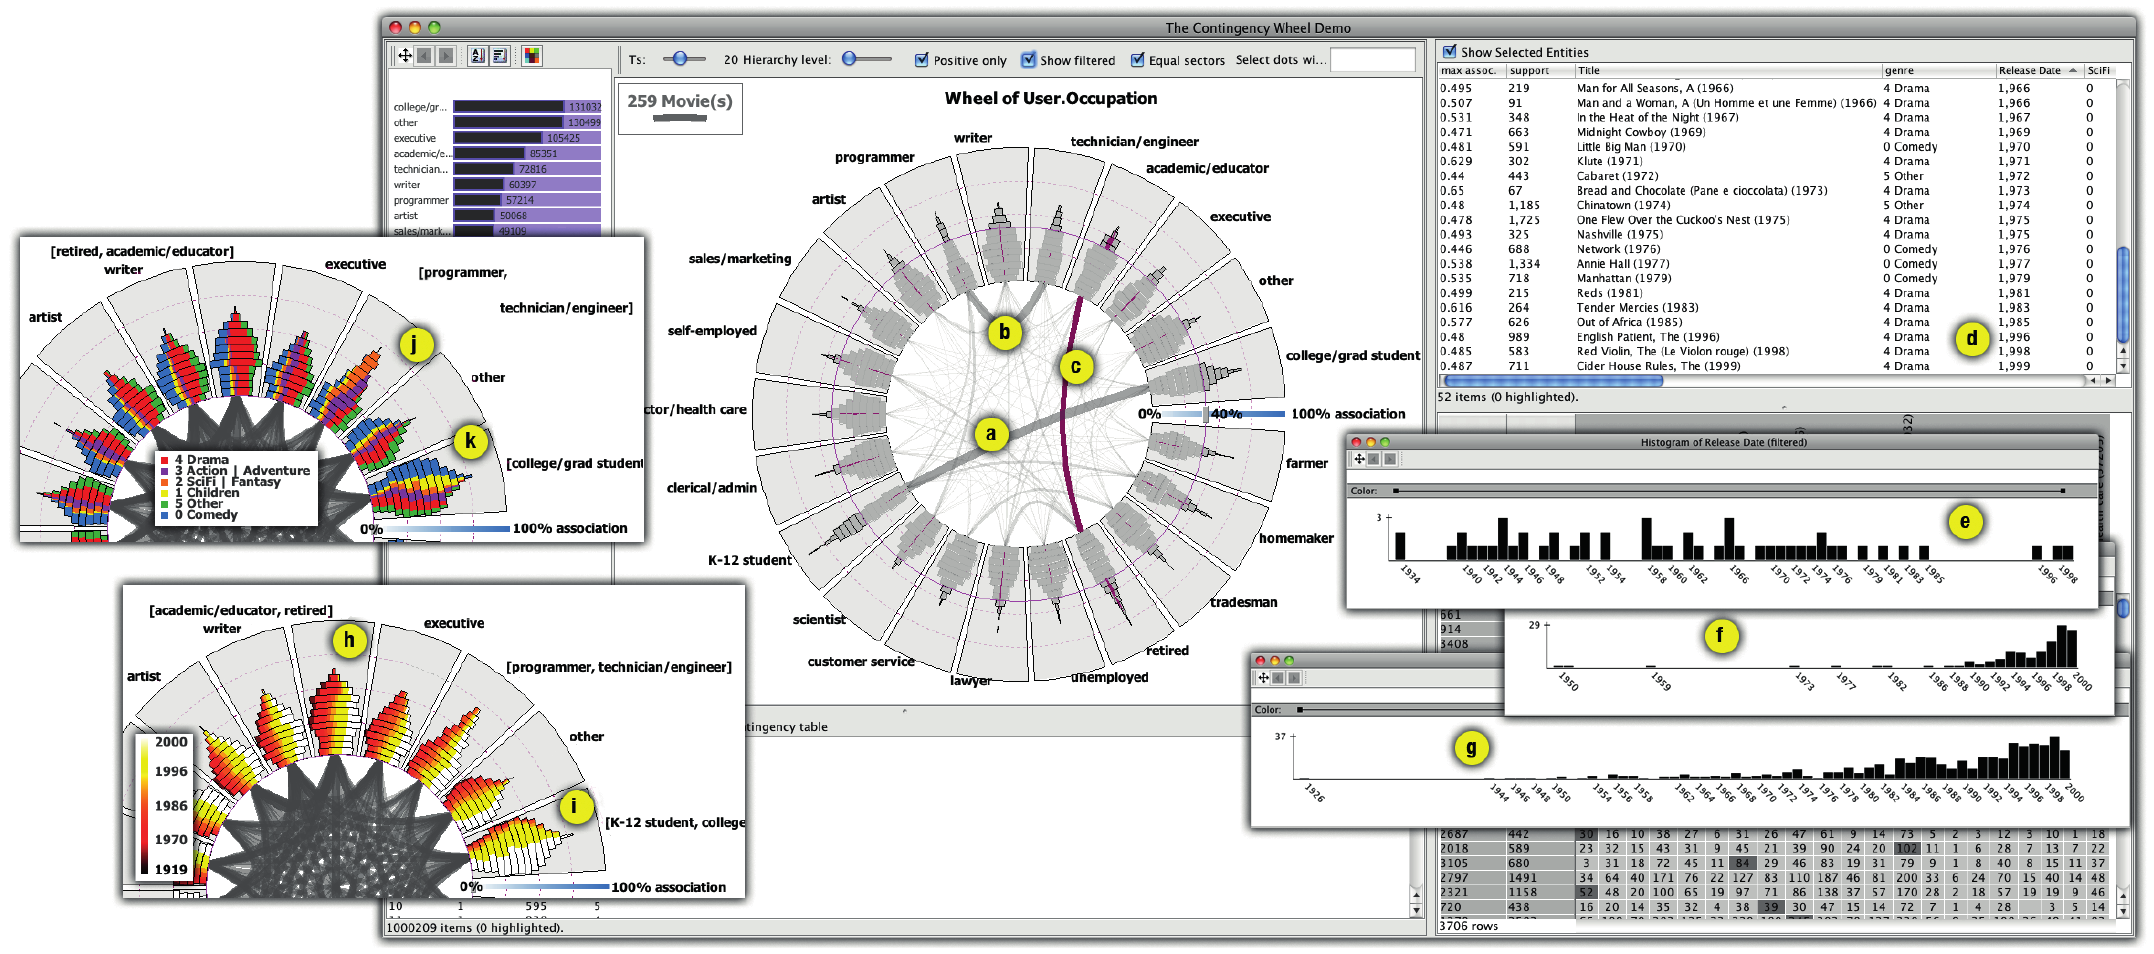 The Contingency Wheel Demo
Ts:
20 Hierarchy level:
Positive only
Show filtered
Equal sectors
Select dots wi...
college/gr... 131032
other 130499
executive 105425
academic/e... 85351
technician... 72816
writer 60397
programmer 57214
artist 50068
sales/mark... 49109
259 Movie(s)
Wheel of User.Occupation
writer
technician/engineer
programmer
academic/educator
artist
executive
sales/marketing
other
self-employed
college/grad student
0% 40% 100% association
ctor/health care
farmer
clerical/admin
homemaker
K-12 student
tradesman
scientist
retired
customer service
lawyer
unemployed
a
b
c
Show Selected Entities
max assoc. support Title genre Release Date SciFi
0.495 219 Man for All Seasons, A (1966) 4 Drama 1,966 0
0.507 91 Man and a Woman, A (Un Homme et une Femme) (1966) 4 Drama 1,966 0
0.531 348 In the Heat of the Night (1967) 4 Drama 1,967 0
0.471 663 Midnight Cowboy (1969) 4 Drama 1,969 0
0.481 591 Little Big Man (1970) 0 Comedy 1,970 0
0.629 302 Klute (1971) 4 Drama 1,971 0
0.44 443 Cabaret (1972) 5 Other 1,972 0
0.65 67 Bread and Chocolate (Pane e cioccolata) (1973) 4 Drama 1,973 0
0.48 1,185 Chinatown (1974) 5 Other 1,974 0
0.478 1,725 One Flew Over the Cuckoo's Nest (1975) 4 Drama 1,975 0
0.493 325 Nashville (1975) 4 Drama 1,975 0
0.446 688 Network (1976) 0 Comedy 1,976 0
0.538 1,334 Annie Hall (1977) 0 Comedy 1,977 0
0.535 718 Manhattan (1979) 0 Comedy 1,979 0
0.499 215 Reds (1981) 4 Drama 1,981 0
0.616 264 Tender Mercies (1983) 4 Drama 1,983 0
0.577 626 Out of Africa (1985) 4 Drama 1,985 0
0.48 989 English Patient, The (1996) 4 Drama 1,996 0
0.485 583 Red Violin, The (Le Violon rouge) (1998) 4 Drama 1,998 0
0.487 711 Cider House Rules, The (1999) 4 Drama 1,999 0
d
52 items (0 highlighted).
[retired, academic/educator]
writer
executive
[programmer,
technician/engineer]
artist
other
[college/grad student
j
k
4 Drama
3 Action | Adventure
2 SciFi | Fantasy
1 Children
5 Other
0 Comedy
0% 100% association
[academic/educator, retired]
writer
executive
[programmer, technician/engineer]
artist
other
[K-12 student, college
h
i
2000
1996
1986
1970
1919
0% 100% association
Histogram of Release Date (filtered)
Color:
3
e
1934 1940 1942 1944 1946 1948 1952 1954 1958 1960 1962 1966 1970 1972 1974 1976 1979 1981 1983 1985 1996 1998
661
914
3408
29
f
1950 1959 1973 1977 1982 1986 1988 1990 1992 1994 1996 1998 2000
Color:
37
g
1926 1944 1946 1948 1950 1954 1956 1958 1962 1964 1966 1968 1970 1972 1974 1976 1978 1980 1982 1984 1986 1988 1990 1992 1994 1996 1998 2000
tingency table
2687 442 30 16 10 38 27 6 31 26 47 61 9 14 73 5 2 3 12 3 10 1 18
2018 589 23 32 15 43 31 9 45 21 39 90 24 20 102 11 1 6 28 7 13 7 22
3105 680 3 31 18 72 45 11 84 29 46 83 19 31 79 9 1 8 40 8 15 11 37
2797 1491 34 64 40 171 76 22 127 83 110 187 46 81 200 33 6 24 70 15 40 14 48
2321 1158 52 48 20 100 65 19 97 71 86 138 37 57 170 28 2 18 57 19 19 9 46
720 438 16 20 14 35 32 4 38 39 30 47 15 14 72 7 1 4 28 3 5 14
10 1 595 5
1000209 items (0 highlighted).
3706 rows